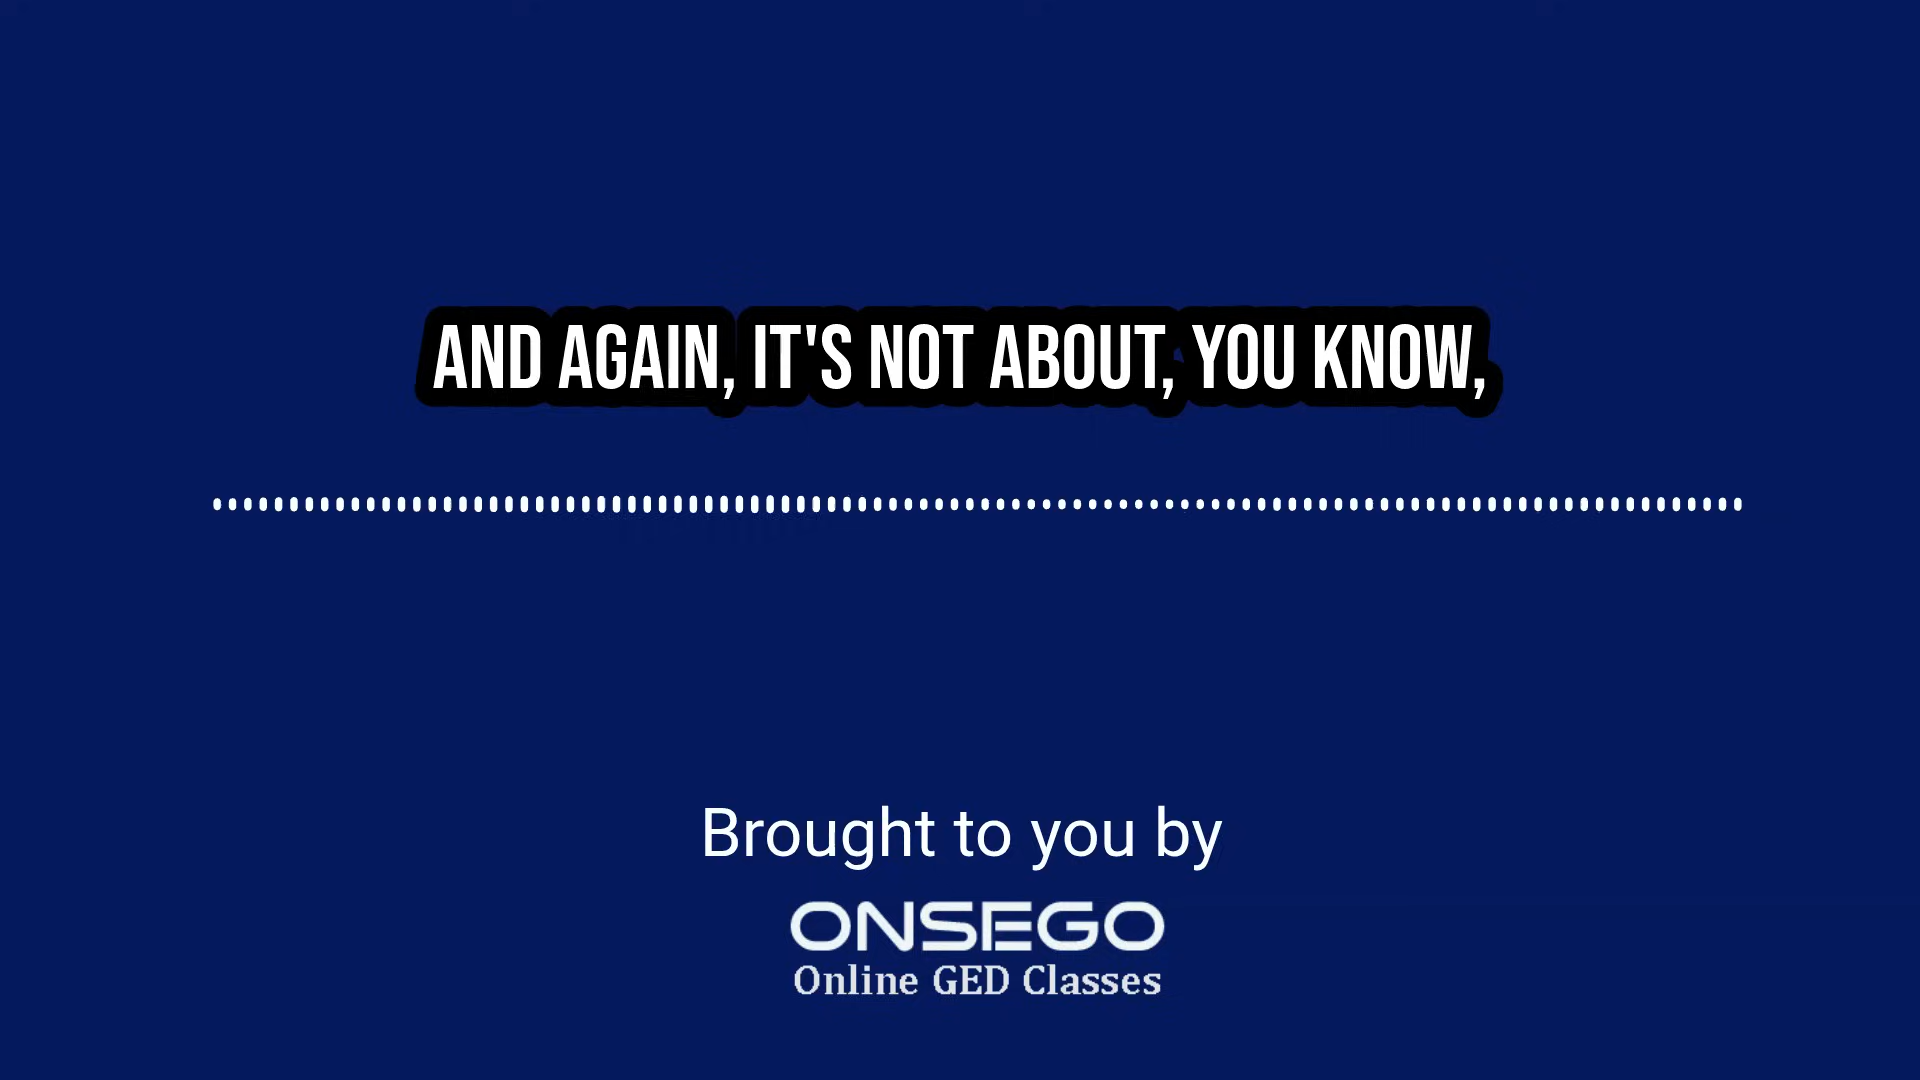 AND AGAIN, IT'S NOT ABOUT, YOU KNOW,
Brought to you by
ONSEGO
Online GED Classes